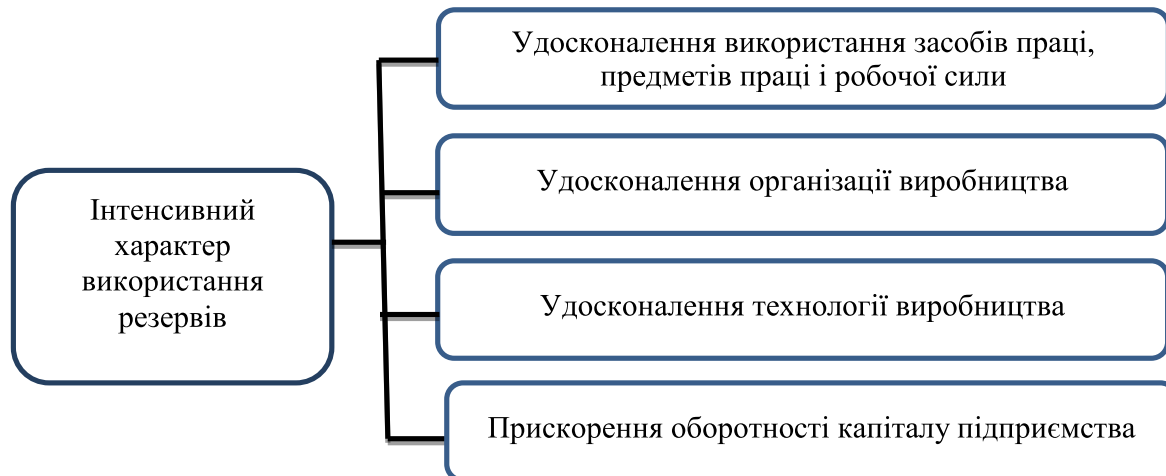 Інтенсивний
характер
використання
резервів
Удосконалення використання засобів праці,
предметів праці і робочої сили
Удосконалення організації виробництва
Удосконалення технології виробництва
Прискорення оборотності капіталу підприємства